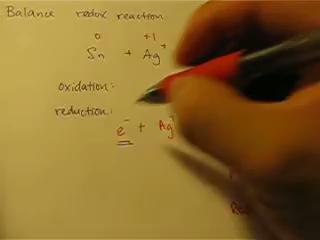 Balance redox reaction
0 +1
Sn + Ag⁺
oxidation:
reduction:
e⁻ + Ag